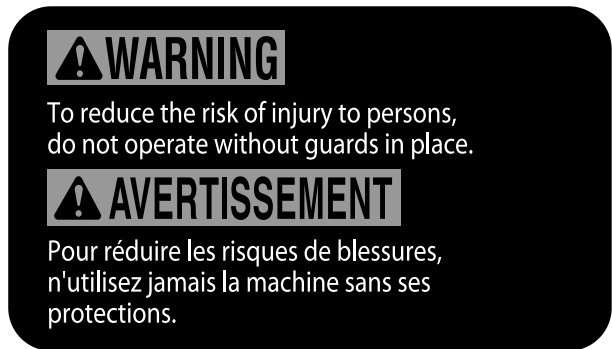 WARNING
To reduce the risk of injury to persons,
do not operate without guards in place.
AVERTISSEMENT
Pour réduire les risques de blessures,
n'utilisez jamais la machine sans ses
protections.